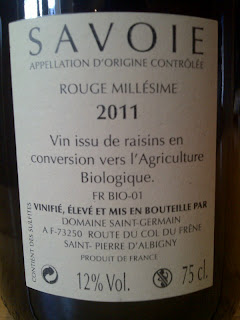 SAVOIE
APPELLATION D'ORIGINE CONTRÔLÉE
ROUGE MILLÉSIME
2011
Vin issu de raisins en
conversion vers l'Agriculture
Biologique.
FR BIO-01
VINIFIÉ, ÉLEVÉ ET MIS EN BOUTEILLE PAR
DOMAINE SAINT-GERMAIN
A F-73250 ROUTE DU COL DU FRÊNE
SAINT- PIERRE D'ALBIGNY
PRODUIT DE FRANCE
12% Vol.
75 cl.
CONTIENT DES SULFITES